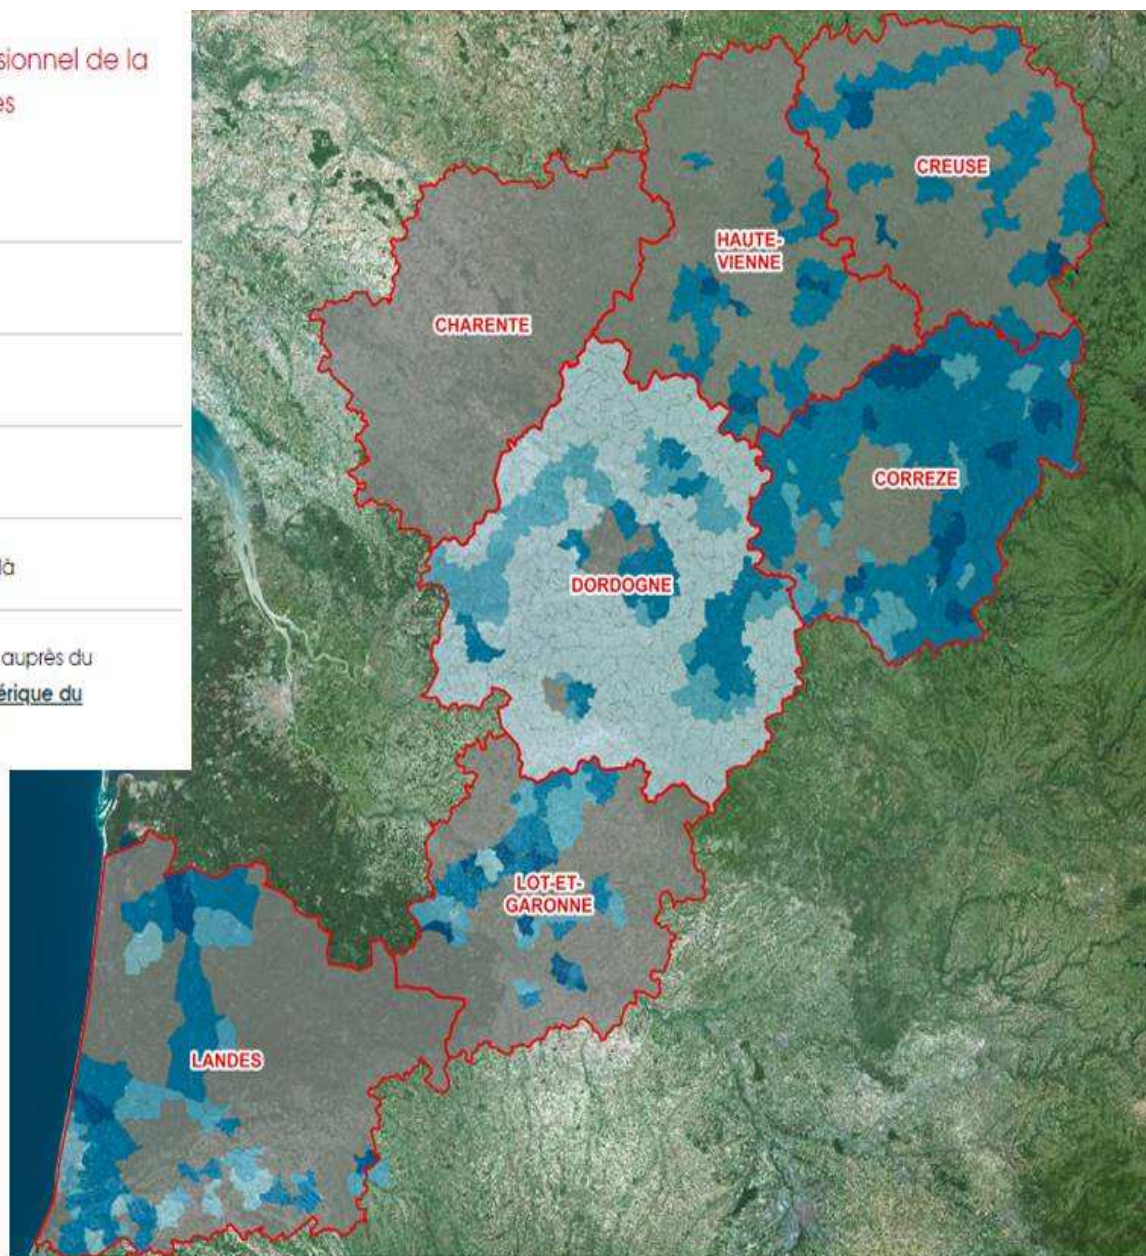 sionnel de la
es
là
auprès du
érique du
CREUSE
HAUTE-
VIENNE
CHARENTE
CORREZE
DORDOGNE
LOT-ET-
GARONNE
LANDES